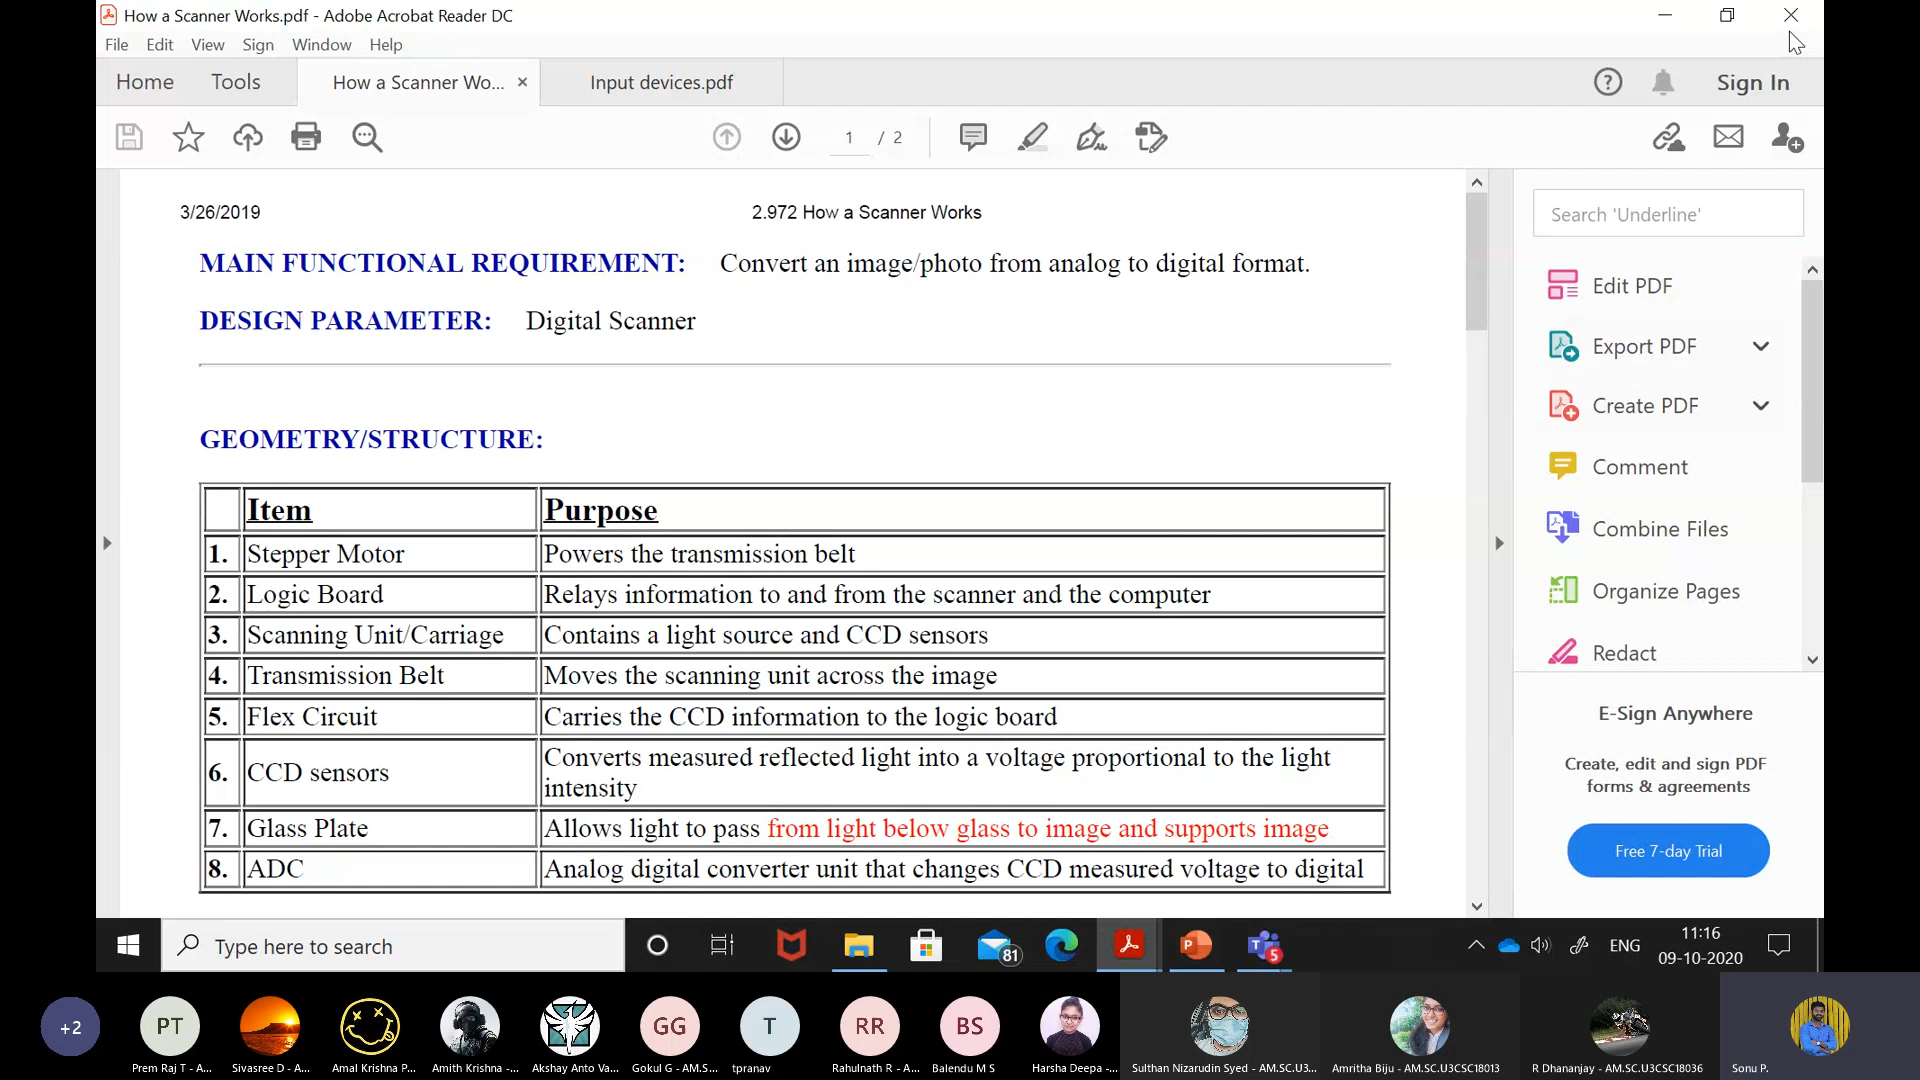 How a Scanner Works.pdf - Adobe Acrobat Reader DC
File Edit View Sign Window Help
Home Tools How a Scanner Wo... × Input devices.pdf Sign In
1 / 2
3/26/2019 2.972 How a Scanner Works
MAIN FUNCTIONAL REQUIREMENT: Convert an image/photo from analog to digital format.
DESIGN PARAMETER: Digital Scanner
GEOMETRY/STRUCTURE:
Item Purpose
1. Stepper Motor Powers the transmission belt
2. Logic Board Relays information to and from the scanner and the computer
3. Scanning Unit/Carriage Contains a light source and CCD sensors
4. Transmission Belt Moves the scanning unit across the image
5. Flex Circuit Carries the CCD information to the logic board
6. CCD sensors Converts measured reflected light into a voltage proportional to the light
intensity
7. Glass Plate Allows light to pass from light below glass to image and supports image
8. ADC Analog digital converter unit that changes CCD measured voltage to digital
Search 'Underline'
Edit PDF
Export PDF
Create PDF
Comment
Combine Files
Organize Pages
Redact
E-Sign Anywhere
Create, edit and sign PDF
forms & agreements
Free 7-day Trial
Type here to search
81
P
T
5
ENG
11:16
09-10-2020
+2 PT GG T RR BS
Prem Raj T - A... Sivasree D - A... Amal Krishna P... Amith Krishna -... Akshay Anto Va... Gokul G - AM.S... tpranav Rahulnath R - A... Balendu M S Harsha Deepa -... Sulthan Nizarudin Syed - AM.SC.U3... Amritha Biju - AM.SC.U3CSC18013 R Dhananjay - AM.SC.U3CSC18036 Sonu P.